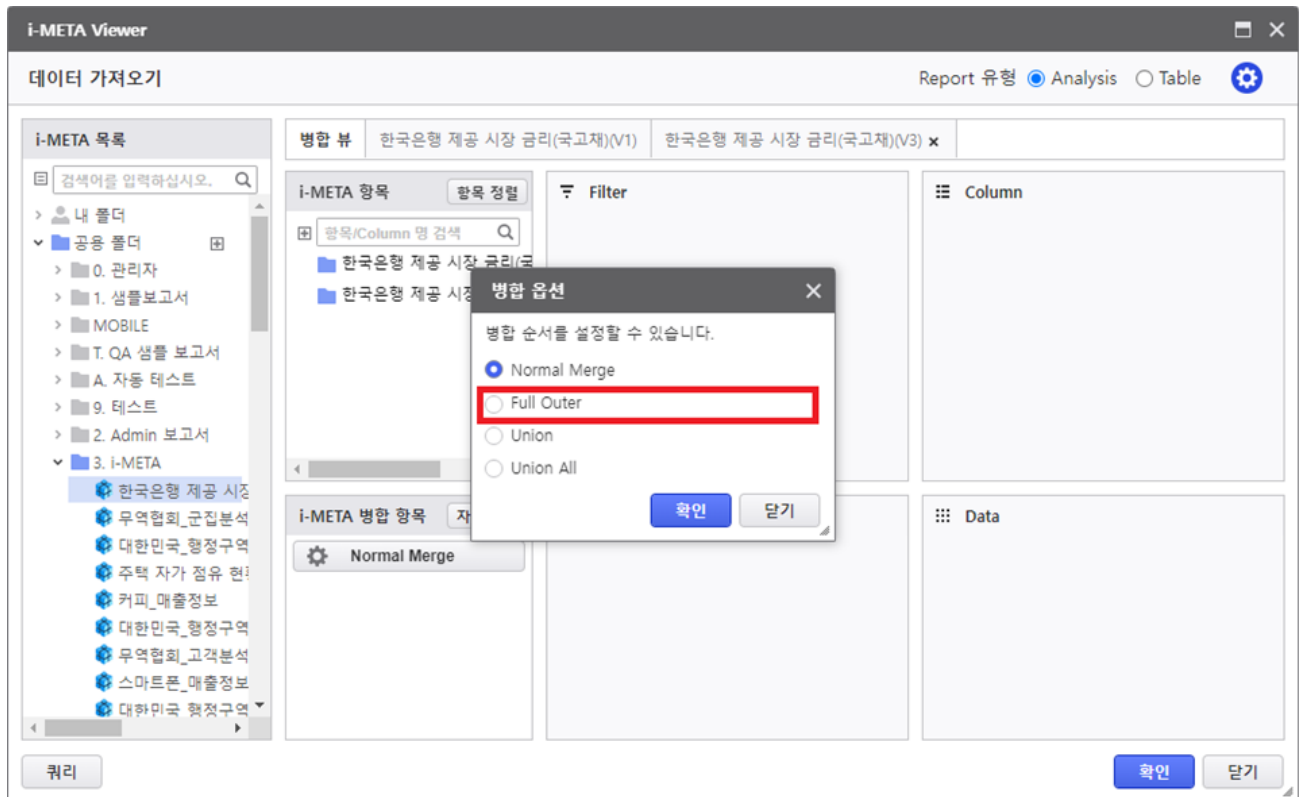 i-META Viewer
데이터 가져오기
Report 유형 Analysis Table
i-META 목록
검색어를 입력하십시오.
내 폴더
공용 폴더
0. 관리자
1. 샘플보고서
MOBILE
T. QA 샘플 보고서
A. 자동 테스트
9. 테스트
2. Admin 보고서
3. i-META
한국은행 제공 시장
무역협회_군집분석
대한민국_행정구역
주택 자가 점유 현
커피_매출정보
대한민국_행정구역
무역협회_고객분석
스마트폰_매출정보
대한민국 행정구역
병합 뷰 한국은행 제공 시장 금리(국고채)(V1) 한국은행 제공 시장 금리(국고채)(V3)
i-META 항목 항목 정렬
항목/Column 명 검색
한국은행 제공 시장 금리(국
한국은행 제공 시장
Filter
Column
병합 옵션
병합 순서를 설정할 수 있습니다.
Normal Merge
Full Outer
Union
Union All
확인 닫기
i-META 병합 항목
Normal Merge
Data
쿼리
확인 닫기